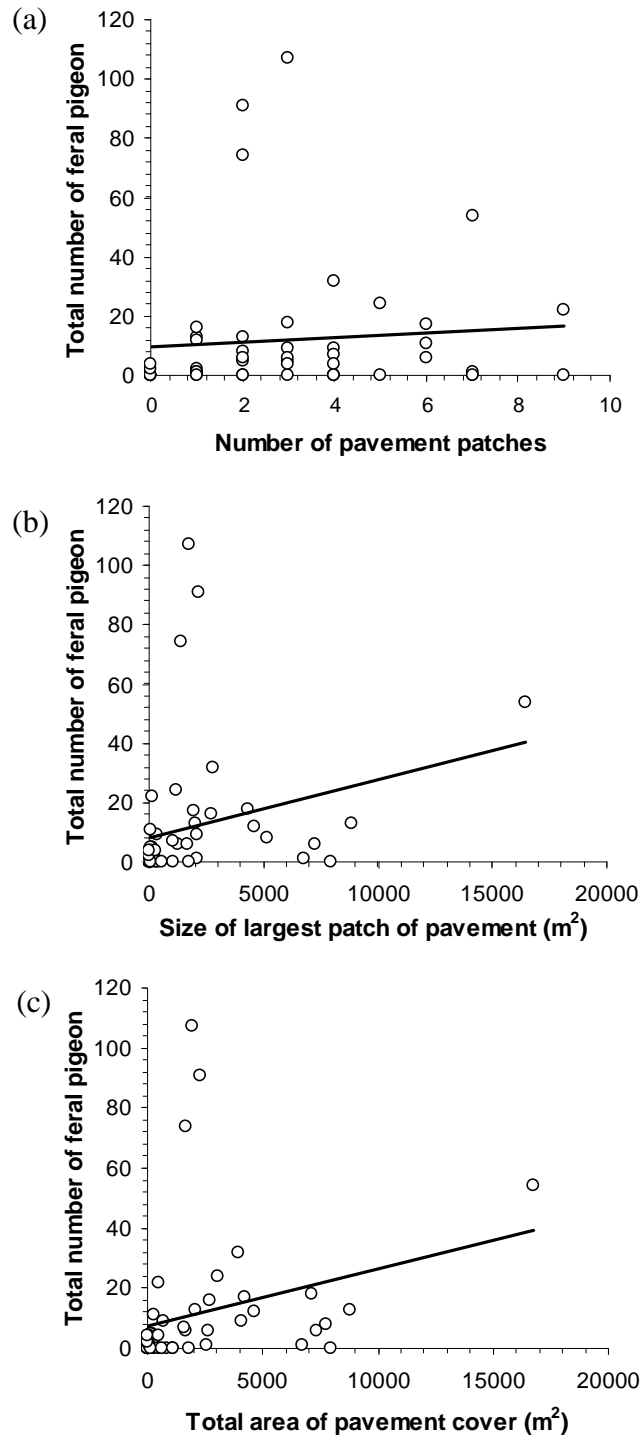 (a)
Total number of feral pigeon
120
100
80
60
40
20
0
0 2 4 6 8 10
Number of pavement patches
(b)
Total number of feral pigeon
120
100
80
60
40
20
0
0 5000 10000 15000 20000
Size of largest patch of pavement (m²)
(c)
Total number of feral pigeon
120
100
80
60
40
20
0
0 5000 10000 15000 20000
Total area of pavement cover (m²)